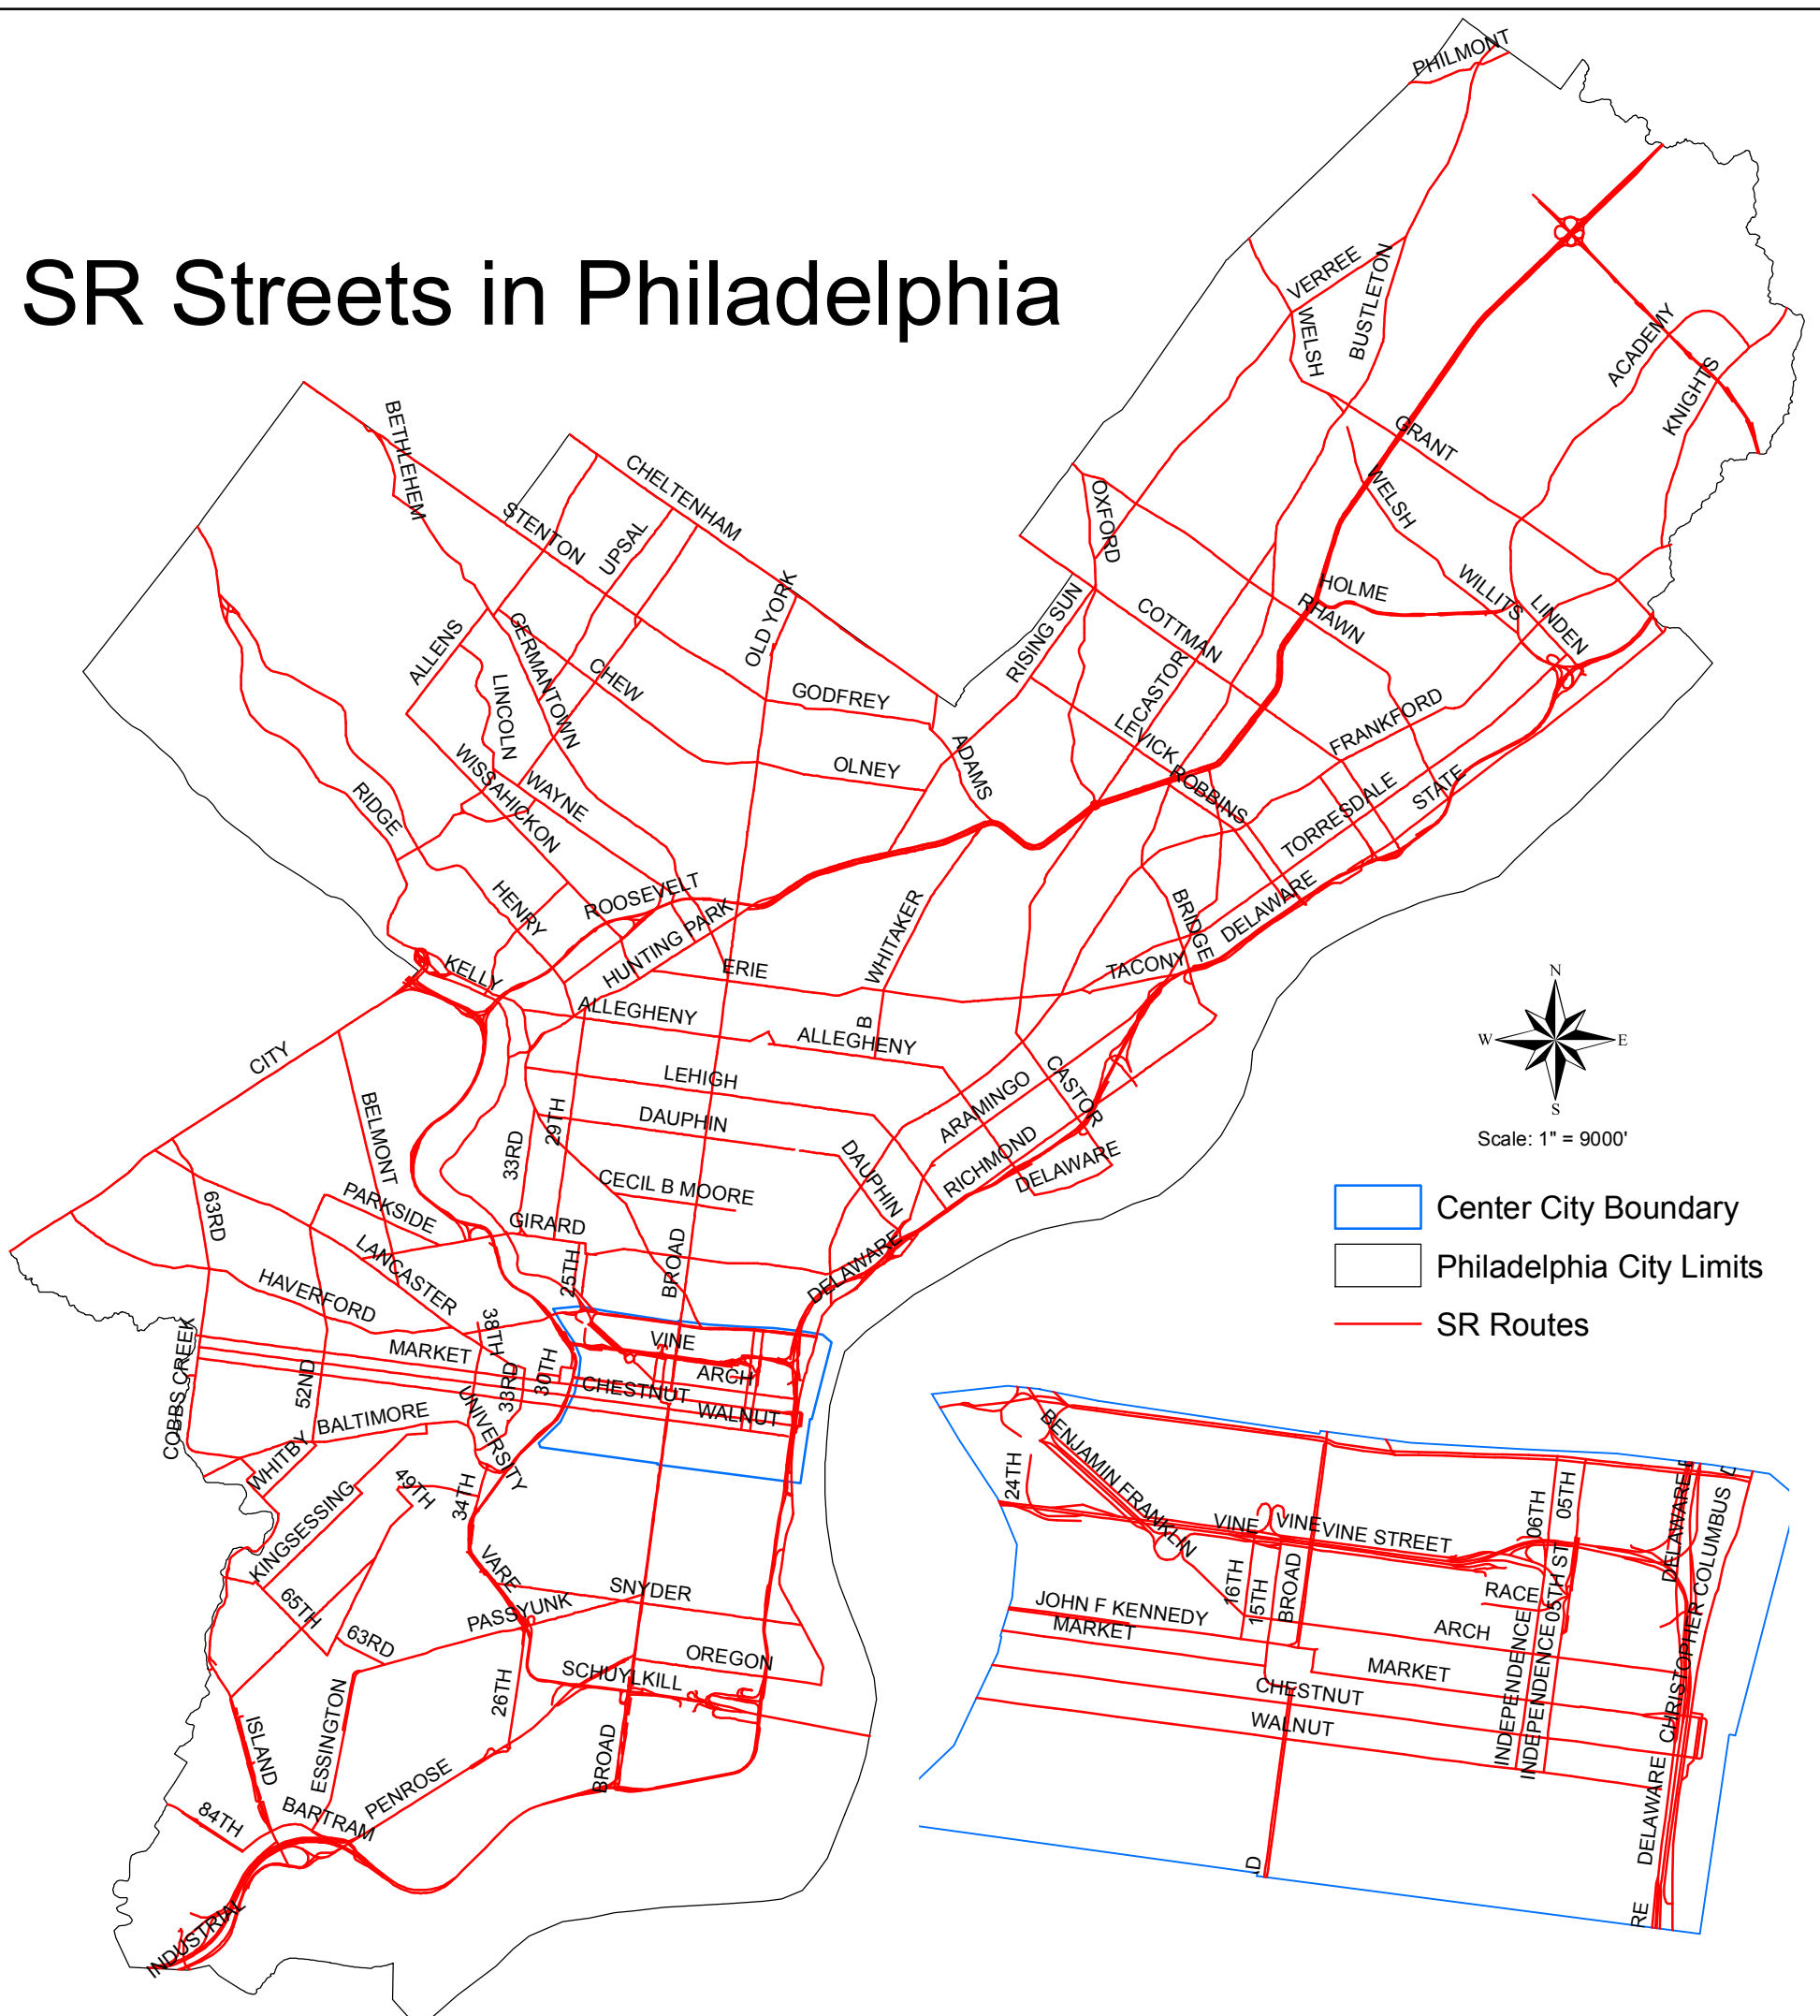 PHILMONT
SR Streets in Philadelphia
VERREE
BUSTLETON
WELSH
ACADEMY
KNIGHTS
BETHLEHEM
CHELTENHAM
GRANT
STENTON
UPSAL
OXFORD
WELSH
OLD YORK
HOLME
WILLITS
LINDEN
RHAWN
COTTMAN
RISING SUN
ALLENS
GERMANTOWN
CHEW
LINCOLN
GODFREY
CASTOR
LEVICK
FRANKFORD
WISSAHICKON
WAYNE
OLNEY
ADAMS
ROBBINS
TORRESDALE
STATE
RIDGE
HENRY
ROOSEVELT
HUNTING PARK
WHITAKER
BRIDGE
DELAWARE
KELLY
ERIE
TACONY
ALLEGHENY
B
ALLEGHENY
CITY
LEHIGH
CASTOR
ARAMINGO
BELMONT
29TH
DAUPHIN
33RD
DAUPHIN
RICHMOND
DELAWARE
CECIL B MOORE
63RD
PARKSIDE
GIRARD
LANCASTER
BROAD
25TH
DELAWARE
HAVERFORD
38TH
VINE
MARKET
ARCH
30TH
33RD
CHESTNUT
WALNUT
COBBS CREEK
52ND
UNIVERSITY
BALTIMORE
WHITBY
49TH
34TH
KINGSESSING
VARE
SNYDER
65TH
PASSYUNK
63RD
OREGON
SCHUYLKILL
26TH
ISLAND
ESSINGTON
BROAD
PENROSE
84TH
BARTRAM
INDUSTRIAL
N
W
E
S
Scale: 1" = 9000'
Center City Boundary
Philadelphia City Limits
SR Routes
BENJAMIN FRANKLIN
24TH
VINE
VINE
VINE STREET
06TH
05TH
DELAWARE
CHRISTOPHER COLUMBUS
16TH
15TH
BROAD
RACE
05TH ST
JOHN F KENNEDY
MARKET
ARCH
INDEPENDENCE
INDEPENDENCE
MARKET
CHESTNUT
WALNUT
DELAWARE